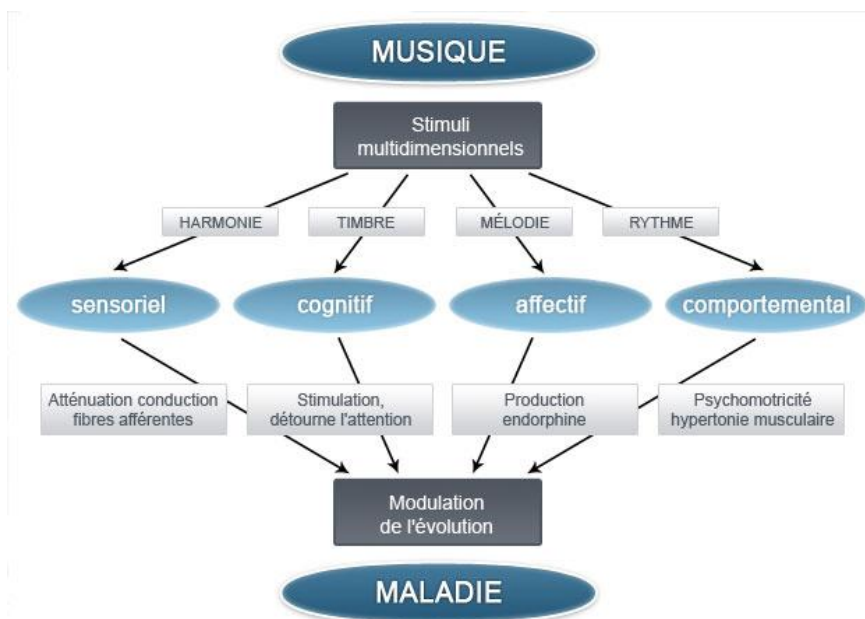 MUSIQUE
Stimuli
multidimensionnels
HARMONIE
TIMBRE
MÉLODIE
RYTHME
sensoriel
cognitif
affectif
comportemental
Atténuation conduction
fibres afférentes
Stimulation,
détourne l'attention
Production
endorphine
Psychomotricité
hypertonie musculaire
Modulation
de l'évolution
MALADIE